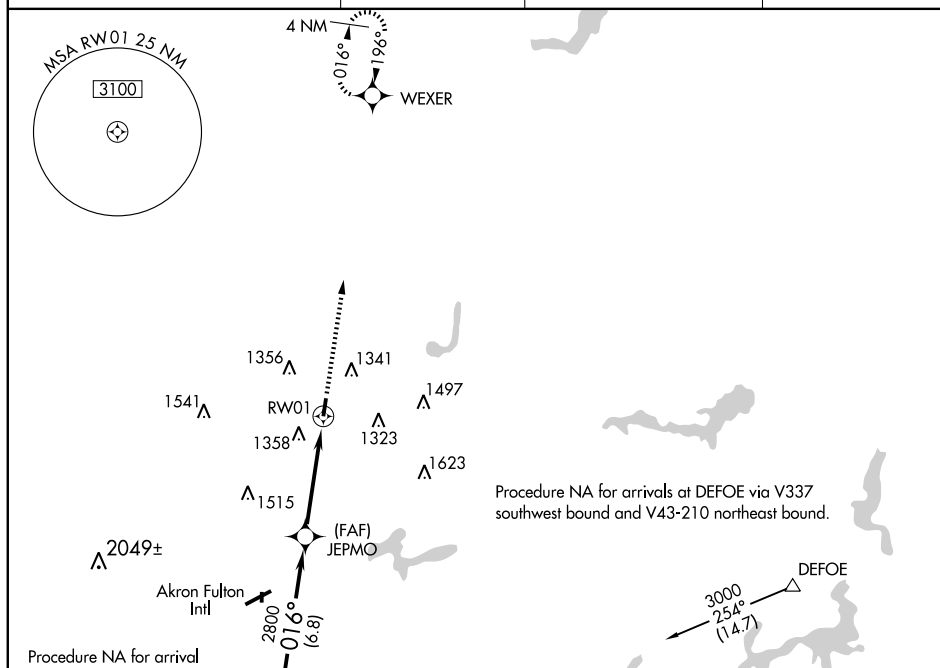 MSA RW01 25 NM
3100
4 NM
016°
196°
WEXER
1356
1341
1541
1497
RW01
1358
1323
1623
1515
Procedure NA for arrivals at DEFOE via V337
southwest bound and V43-210 northeast bound.
(FAF)
JEPMO
2049±
Akron Fulton
Intl
2800
016°
(6.8)
DEFOE
3000
254°
(14.7)
Procedure NA for arrival